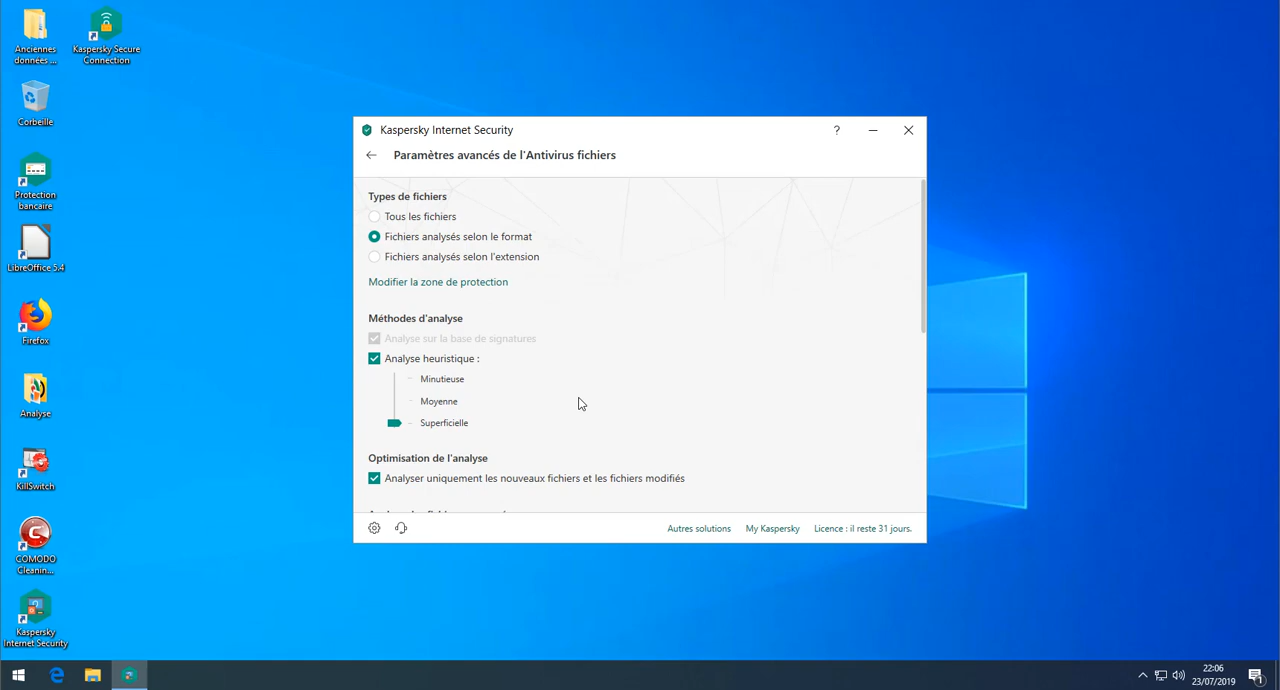 Anciennes
données ...
Kaspersky Secure
Connection
Corbeille
Protection
bancaire
LibreOffice 5.4
Firefox
Analyse
KillSwitch
COMODO
Cleanin...
Kaspersky
Internet Security
Kaspersky Internet Security
?
Paramètres avancés de l'Antivirus fichiers
Types de fichiers
Tous les fichiers
Fichiers analysés selon le format
Fichiers analysés selon l'extension
Modifier la zone de protection
Méthodes d'analyse
Analyse sur la base de signatures
Analyse heuristique :
Minutieuse
Moyenne
Superficielle
Optimisation de l'analyse
Analyser uniquement les nouveaux fichiers et les fichiers modifiés
Autres solutions
My Kaspersky
Licence : il reste 31 jours.
22:06
23/07/2019
1